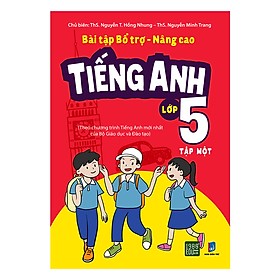 Chủ biên: ThS. Nguyễn T. Hồng Nhung - ThS. Nguyễn Minh Trang
Bài tập Bổ trợ - Nâng cao
TIẾNG ANH
LỚP 5
TẬP MỘT
(Theo chương trình Tiếng Anh mới nhất
của Bộ Giáo dục và Đào tạo)